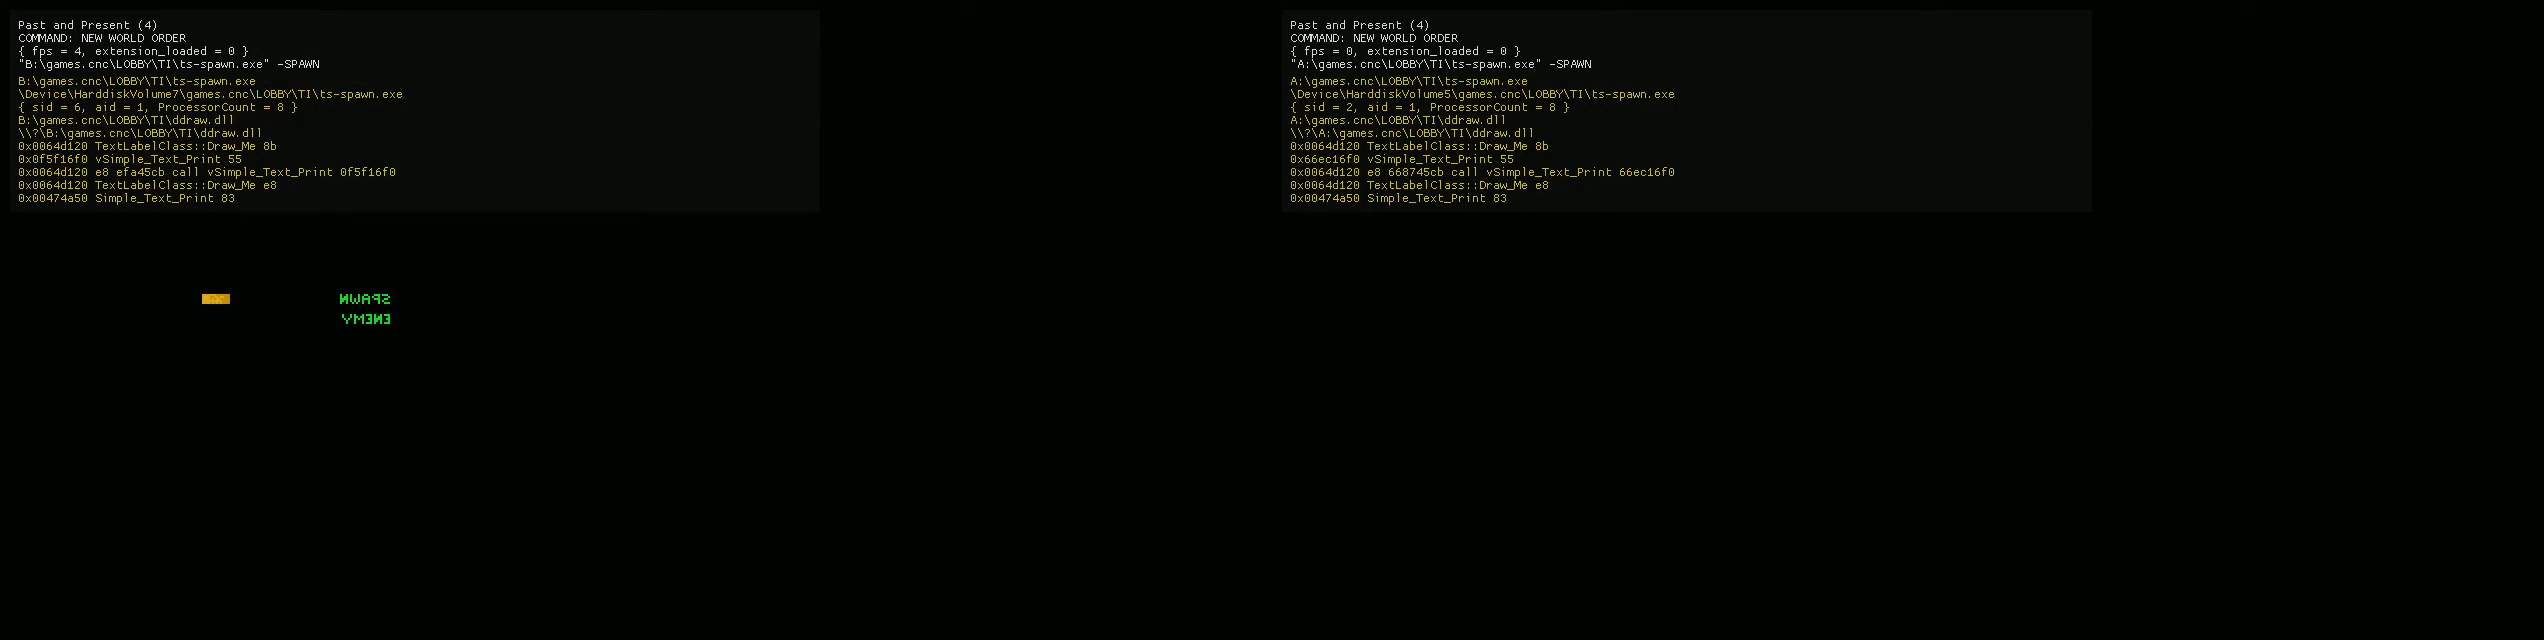 Past and Present (4)
COMMAND: NEW WORLD ORDER
{ fps = 4, extension_loaded = 0 }
"B:\games.cnc\LOBBY\TI\ts-spawn.exe" -SPAWN
B:\games.cnc\LOBBY\TI\ts-spawn.exe
\Device\HarddiskVolume7\games.cnc\LOBBY\TI\ts-spawn.exe
{ sid = 6, aid = 1, ProcessorCount = 8 }
B:\games.cnc\LOBBY\TI\ddraw.dll
\\?\B:\games.cnc\LOBBY\TI\ddraw.dll
0x0064d120 TextLabelClass::Draw_Me 8b
0x0f5f16f0 vSimple_Text_Print 55
0x0064d120 e8 efa45cb call vSimple_Text_Print 0f5f16f0
0x0064d120 TextLabelClass::Draw_Me e8
0x00474a50 Simple_Text_Print 83
SPAWN
ENEMY
Past and Present (4)
COMMAND: NEW WORLD ORDER
{ fps = 0, extension_loaded = 0 }
"A:\games.cnc\LOBBY\TI\ts-spawn.exe" -SPAWN
A:\games.cnc\LOBBY\TI\ts-spawn.exe
\Device\HarddiskVolume5\games.cnc\LOBBY\TI\ts-spawn.exe
{ sid = 2, aid = 1, ProcessorCount = 8 }
A:\games.cnc\LOBBY\TI\ddraw.dll
\\?\A:\games.cnc\LOBBY\TI\ddraw.dll
0x0064d120 TextLabelClass::Draw_Me 8b
0x66ec16f0 vSimple_Text_Print 55
0x0064d120 e8 668745cb call vSimple_Text_Print 66ec16f0
0x0064d120 TextLabelClass::Draw_Me e8
0x00474a50 Simple_Text_Print 83